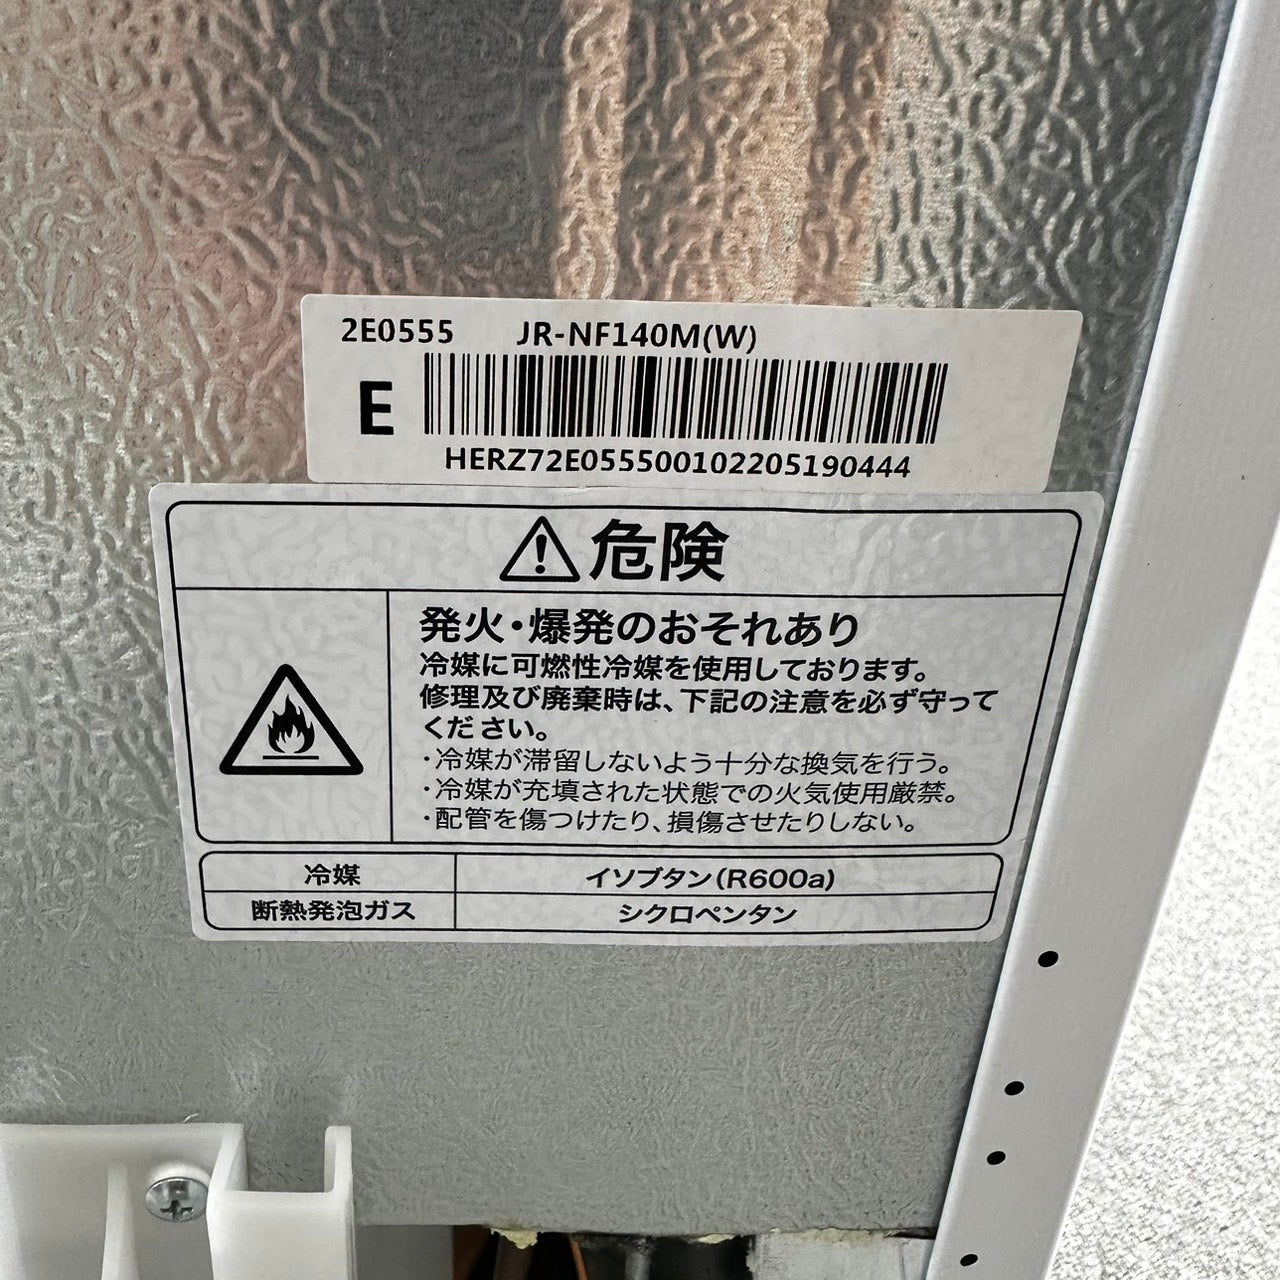 2E0555 JR-NF140M(W)
E
HERZ72E055500102205190444
危険
発火・爆発のおそれあり
冷媒に可燃性冷媒を使用しております。
修理及び廃棄時は、下記の注意を必ず守って
ください。
・冷媒が滞留しないよう十分な換気を行う。
・冷媒が充填された状態での火気使用厳禁。
・配管を傷つけたり、損傷させたりしない。
冷媒 イソブタン(R600a)
断熱発泡ガス シクロペンタン